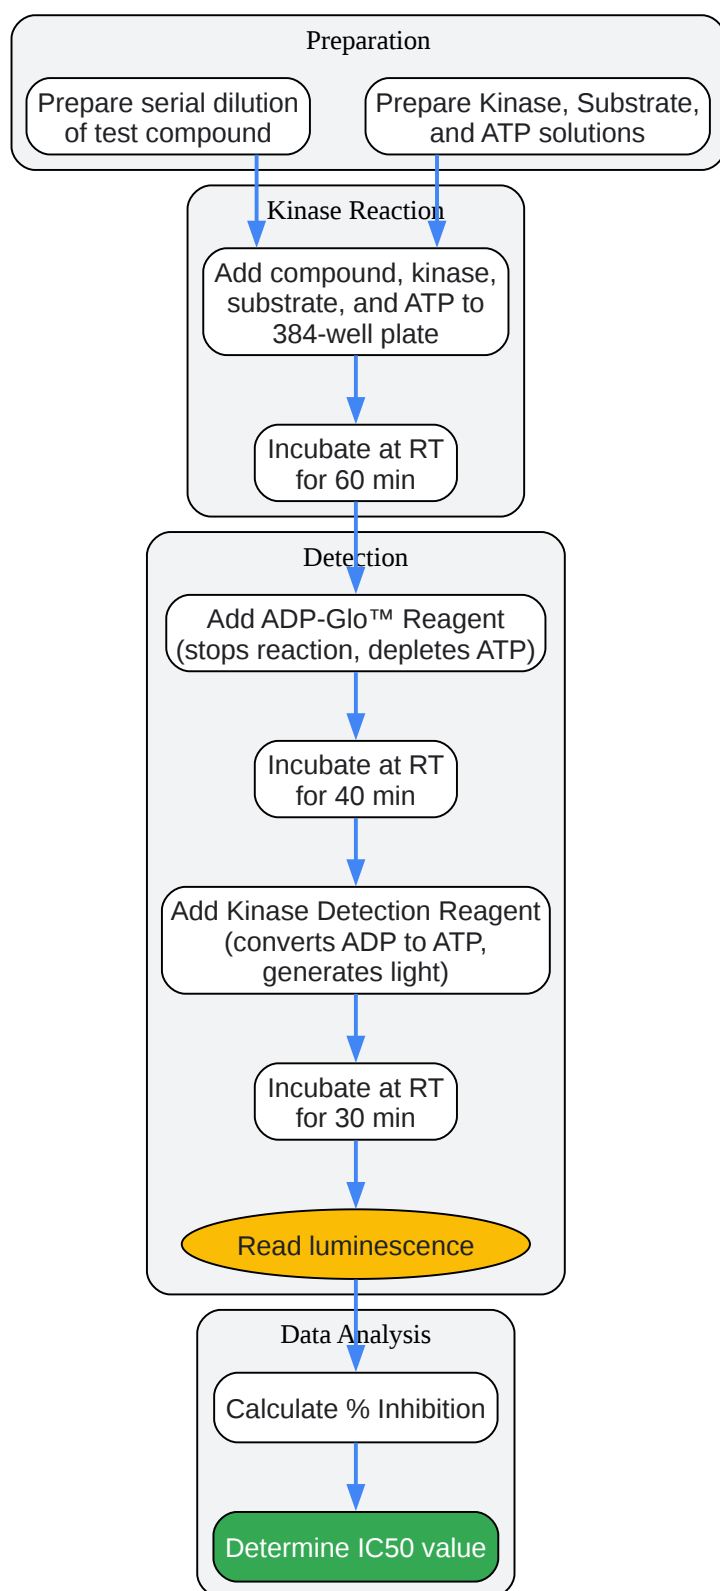 Preparation
Prepare serial dilution
of test compound
Prepare Kinase, Substrate,
and ATP solutions
Kinase Reaction
Add compound, kinase,
substrate, and ATP to
384-well plate
Incubate at RT
for 60 min
Detection
Add ADP-Glo™ Reagent
(stops reaction, depletes ATP)
Incubate at RT
for 40 min
Add Kinase Detection Reagent
(converts ADP to ATP,
generates light)
Incubate at RT
for 30 min
Read luminescence
Data Analysis
Calculate % Inhibition
Determine IC50 value